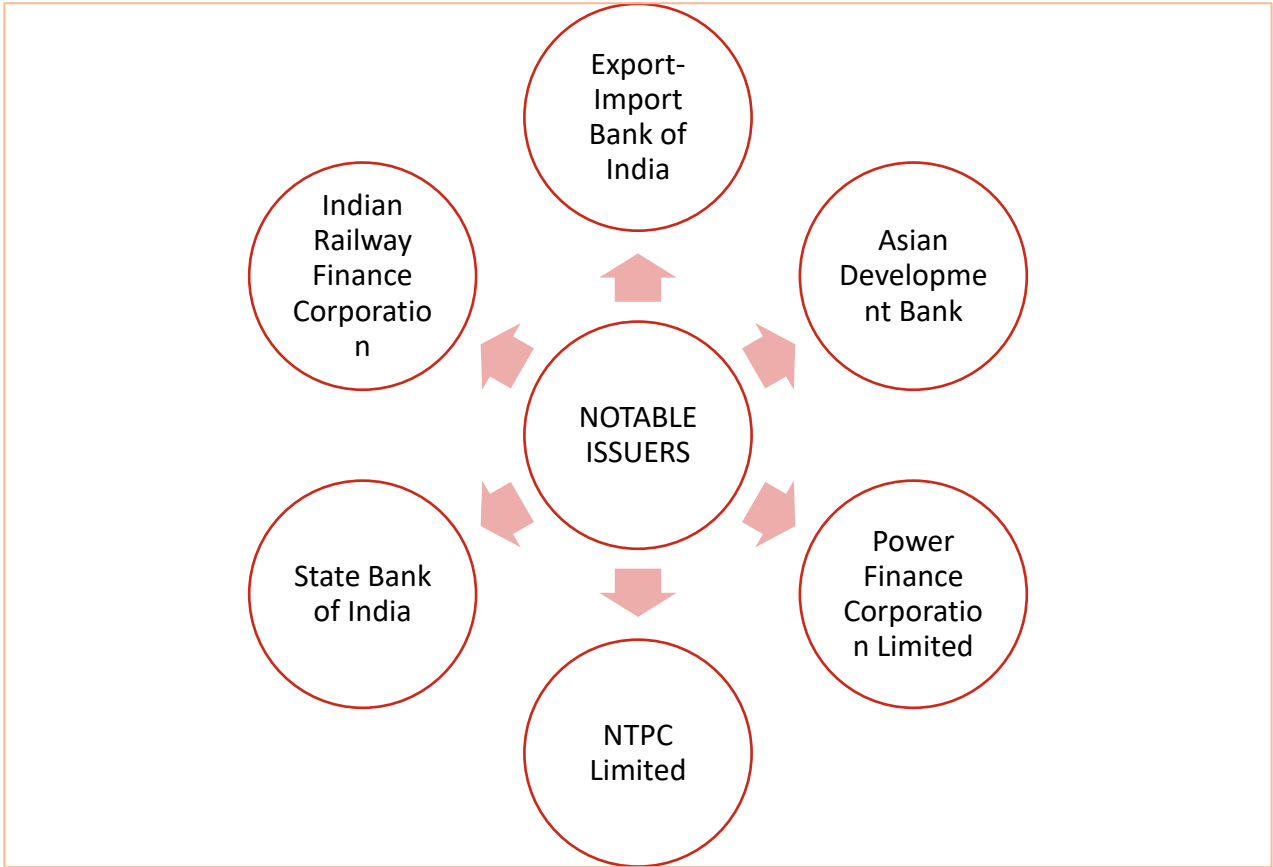 Export-
Import
Bank of
India
Indian
Railway
Finance
Corporatio
n
Asian
Developme
nt Bank
NOTABLE
ISSUERS
State Bank
of India
Power
Finance
Corporatio
n Limited
NTPC
Limited